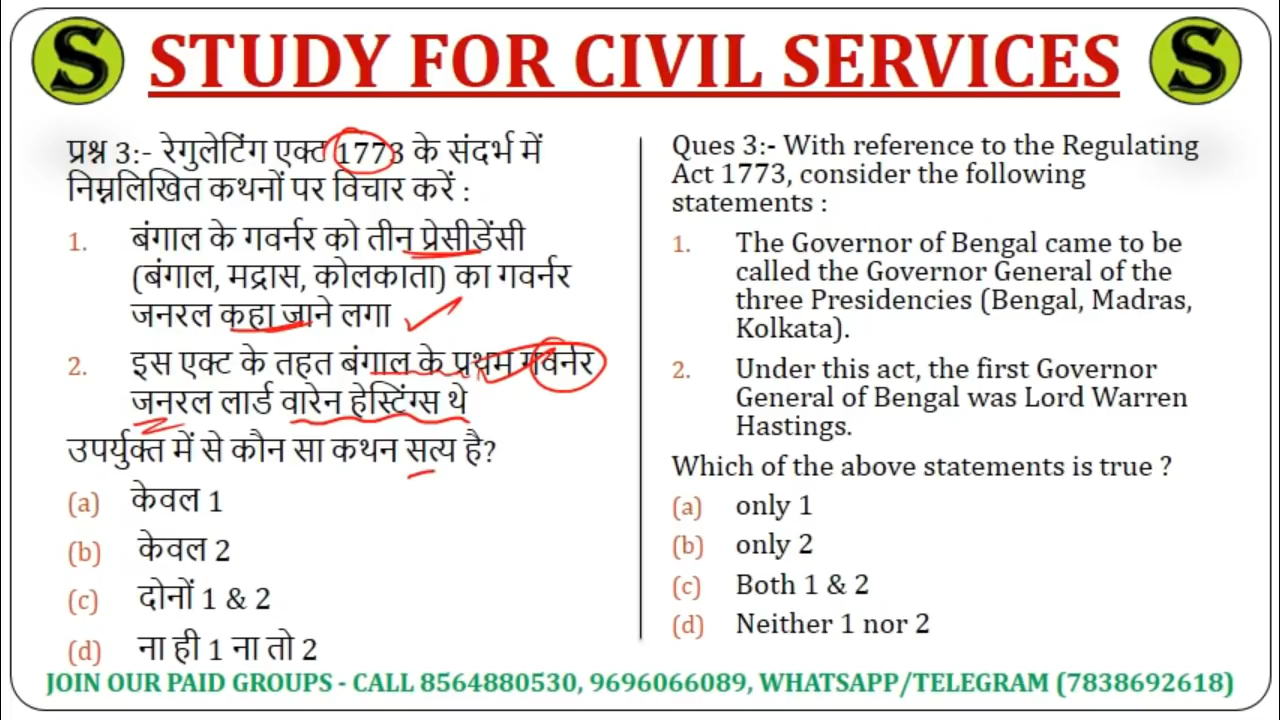 S STUDY FOR CIVIL SERVICES S
प्रश्न 3:- रेगुलेटिंग एक्ट 1773 के संदर्भ में
निम्नलिखित कथनों पर विचार करें :
1. बंगाल के गवर्नर को तीन प्रेसीडेंसी
(बंगाल, मद्रास, कोलकाता) का गवर्नर
जनरल कहा जाने लगा
2. इस एक्ट के तहत बंगाल के प्रथम गवर्नर
जनरल लार्ड वारेन हेस्टिंग्स थे
उपर्युक्त में से कौन सा कथन सत्य है?
(a) केवल 1
(b) केवल 2
(c) दोनों 1 & 2
(d) ना ही 1 ना तो 2
Ques 3:- With reference to the Regulating
Act 1773, consider the following
statements :
1. The Governor of Bengal came to be
called the Governor General of the
three Presidencies (Bengal, Madras,
Kolkata).
2. Under this act, the first Governor
General of Bengal was Lord Warren
Hastings.
Which of the above statements is true ?
(a) only 1
(b) only 2
(c) Both 1 & 2
(d) Neither 1 nor 2
JOIN OUR PAID GROUPS - CALL 8564880530, 9696066089, WHATSAPP/TELEGRAM (7838692618)